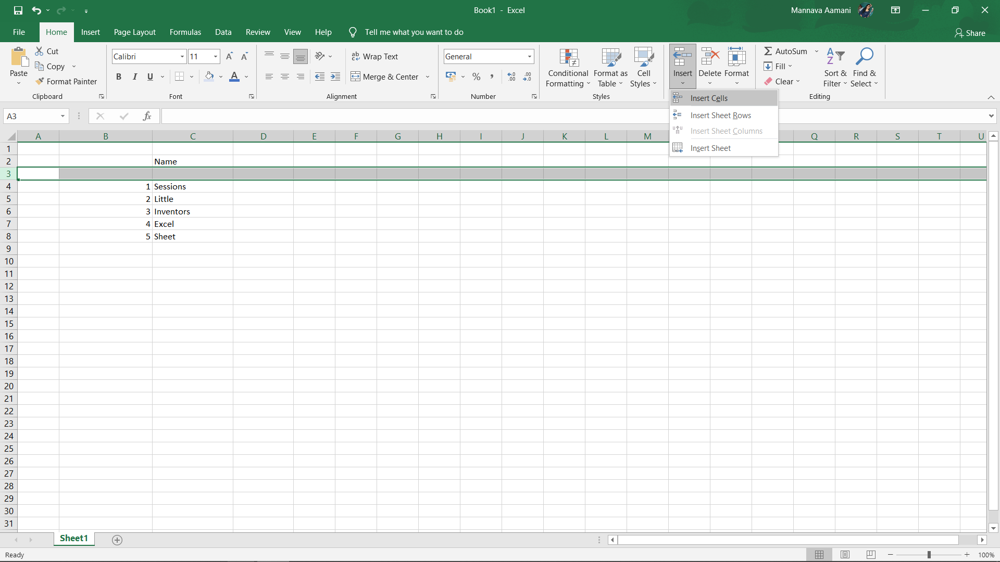 Book1 - Excel
Mannava Aamani
File Home Insert Page Layout Formulas Data Review View Help Tell me what you want to do
Share
Paste
Cut
Copy
Format Painter
Clipboard
Calibri 11
B I U
Font
Wrap Text
Merge & Center
Alignment
General
Number
Conditional Formatting
Format as Table
Cell Styles
Styles
Insert
Delete
Format
AutoSum
Fill
Clear
Sort & Filter
Find & Select
Editing
Insert Cells
Insert Sheet Rows
Insert Sheet Columns
Insert Sheet
A3
fx
A B C D E F G H I J K L M Q R S T U
1
2 Name
3
4 1 Sessions
5 2 Little
6 3 Inventors
7 4 Excel
8 5 Sheet
9
10
11
12
13
14
15
16
17
18
19
20
21
22
23
24
25
26
27
28
29
30
31
Sheet1
Ready
100%